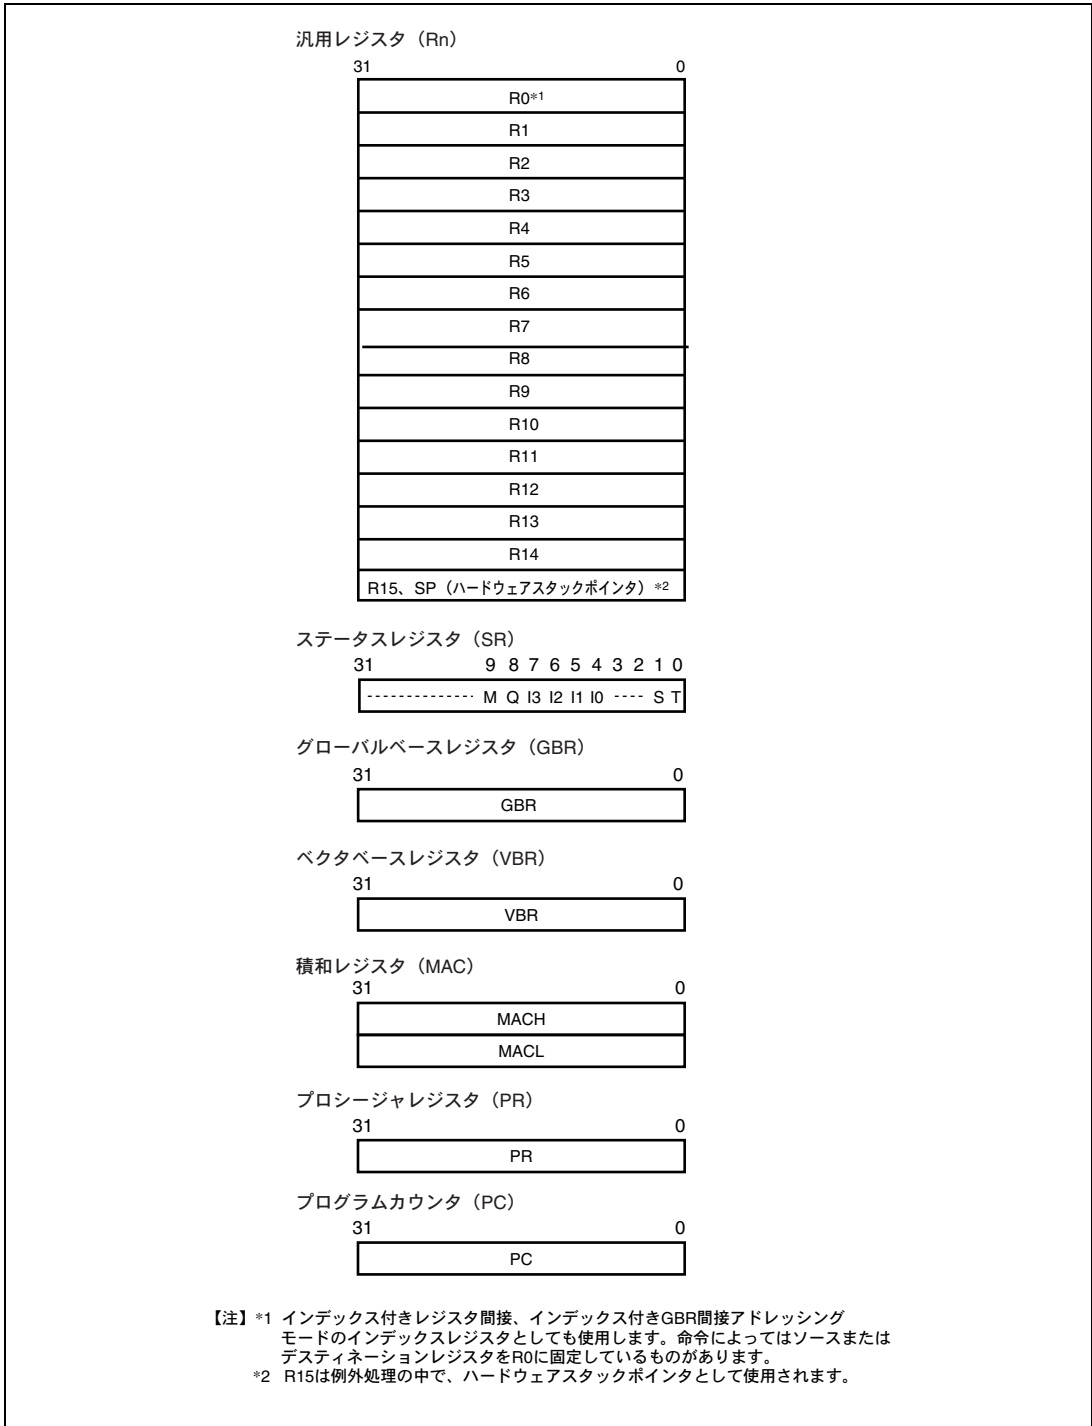 汎用レジスタ（Rn）
31 0
R0*1
R1
R2
R3
R4
R5
R6
R7
R8
R9
R10
R11
R12
R13
R14
R15、SP（ハードウェアスタックポインタ）*2
ステータスレジスタ（SR）
31 9 8 7 6 5 4 3 2 1 0
-------------- M Q I3 I2 I1 I0 ---- S T
グローバルベースレジスタ（GBR）
31 0
GBR
ベクタベースレジスタ（VBR）
31 0
VBR
積和レジスタ（MAC）
31 0
MACH
MACL
プロシージャレジスタ（PR）
31 0
PR
プログラムカウンタ（PC）
31 0
PC
【注】*1 インデックス付きレジスタ間接、インデックス付きGBR間接アドレッシング
モードのインデックスレジスタとしても使用します。命令によってはソースまたは
デスティネーションレジスタをR0に固定しているものがあります。
*2 R15は例外処理の中で、ハードウェアスタックポインタとして使用されます。